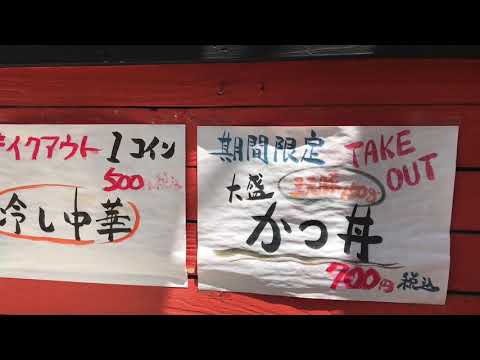 テイクアウト 1コイン
500
冷し中華
期間限定
TAKE
OUT
大盛
かつ丼
700円税込